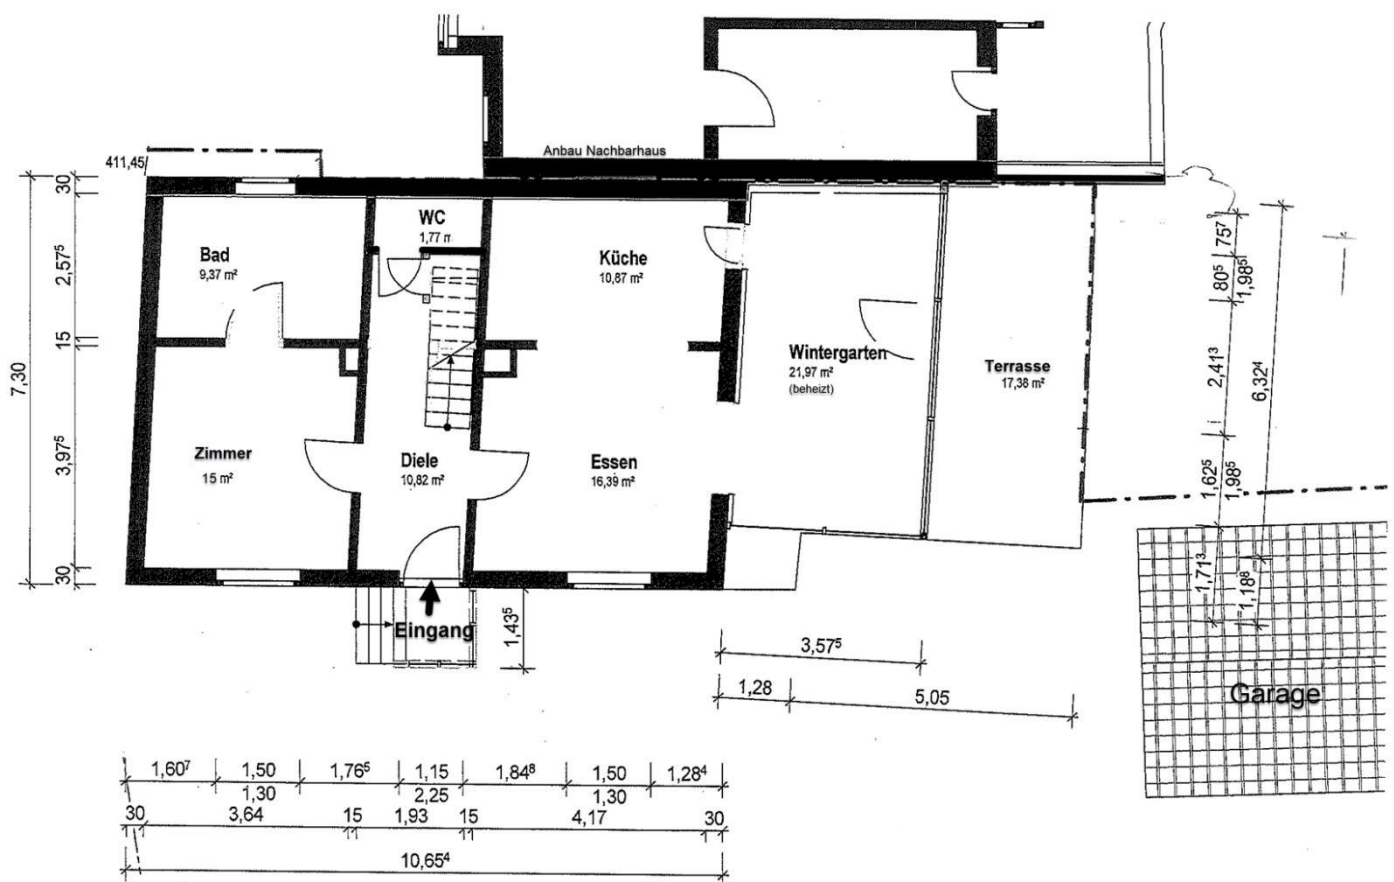 Anbau Nachbarhaus
411,45
30
2,57⁵
15
7,30
3,97⁵
30
WC
1,77 m
Bad
9,37 m²
Küche
10,87 m²
Wintergarten
21,97 m²
(beheizt)
Terrasse
17,38 m²
Zimmer
15 m²
Diele
10,82 m²
Essen
16,39 m²
Eingang
1,43⁵
75⁷
80⁵
1,98⁵
2,41³
6,32⁴
1,62⁵
1,98⁵
1,71³
1,18⁸
Garage
3,57⁵
1,28 5,05
1,60⁷ 1,50 1,76⁵ 1,15 1,84⁸ 1,50 1,28⁴
1,30 2,25 1,30
30 3,64 15 1,93 15 4,17 30
10,65⁴